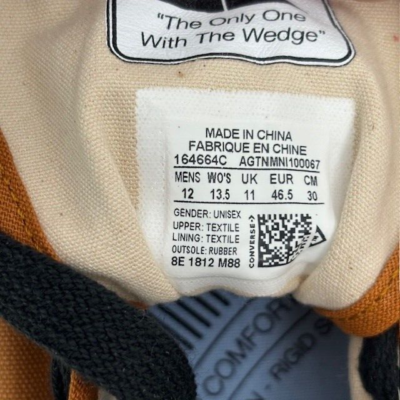 "The Only One
With The Wedge"
MADE IN CHINA
FABRIQUE EN CHINE
164664C AGTNMNI100067
MENS WO'S UK EUR CM
12 13.5 11 46.5 30
GENDER: UNISEX
UPPER: TEXTILE
LINING: TEXTILE
OUTSOLE: RUBBER
8E 1812 M88
CONVERSE
COMFORT
- RIGID S